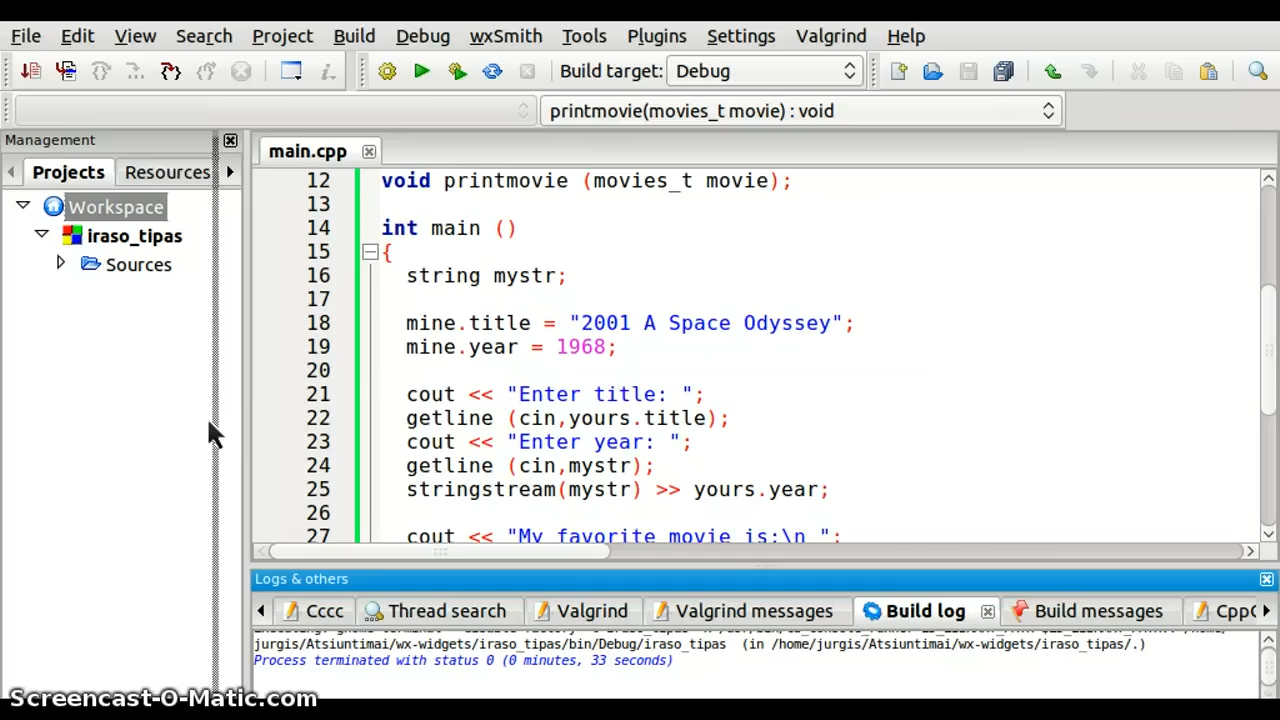 File Edit View Search Project Build Debug wxSmith Tools Plugins Settings Valgrind Help
Build target: Debug
printmovie(movies_t movie) : void
Management
main.cpp
Projects Resources
Workspace
iraso_tipas
Sources
12 void printmovie (movies_t movie);
13
14 int main ()
15 {
16 string mystr;
17
18 mine.title = "2001 A Space Odyssey";
19 mine.year = 1968;
20
21 cout << "Enter title: ";
22 getline (cin,yours.title);
23 cout << "Enter year: ";
24 getline (cin,mystr);
25 stringstream(mystr) >> yours.year;
26
27 cout << "My favorite movie is:\n ";
Logs & others
Cccc Thread search Valgrind Valgrind messages Build log Build messages
jurgis/Atsiuntimai/wx-widgets/iraso_tipas/bin/Debug/iraso_tipas (in /home/jurgis/Atsiuntimai/wx-widgets/iraso_tipas/.)
Process terminated with status 0 (0 minutes, 33 seconds)
Screencast-O-Matic.com